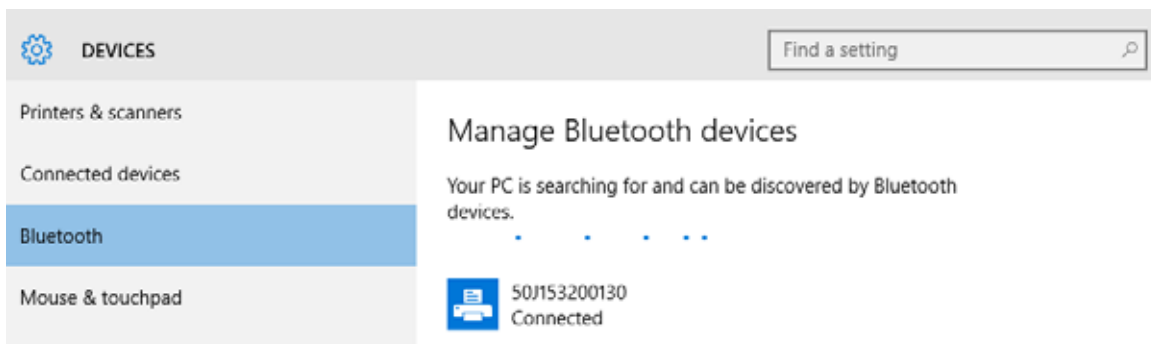 DEVICES
Find a setting
Printers & scanners
Connected devices
Bluetooth
Mouse & touchpad
Manage Bluetooth devices
Your PC is searching for and can be discovered by Bluetooth
devices.
50J153200130
Connected